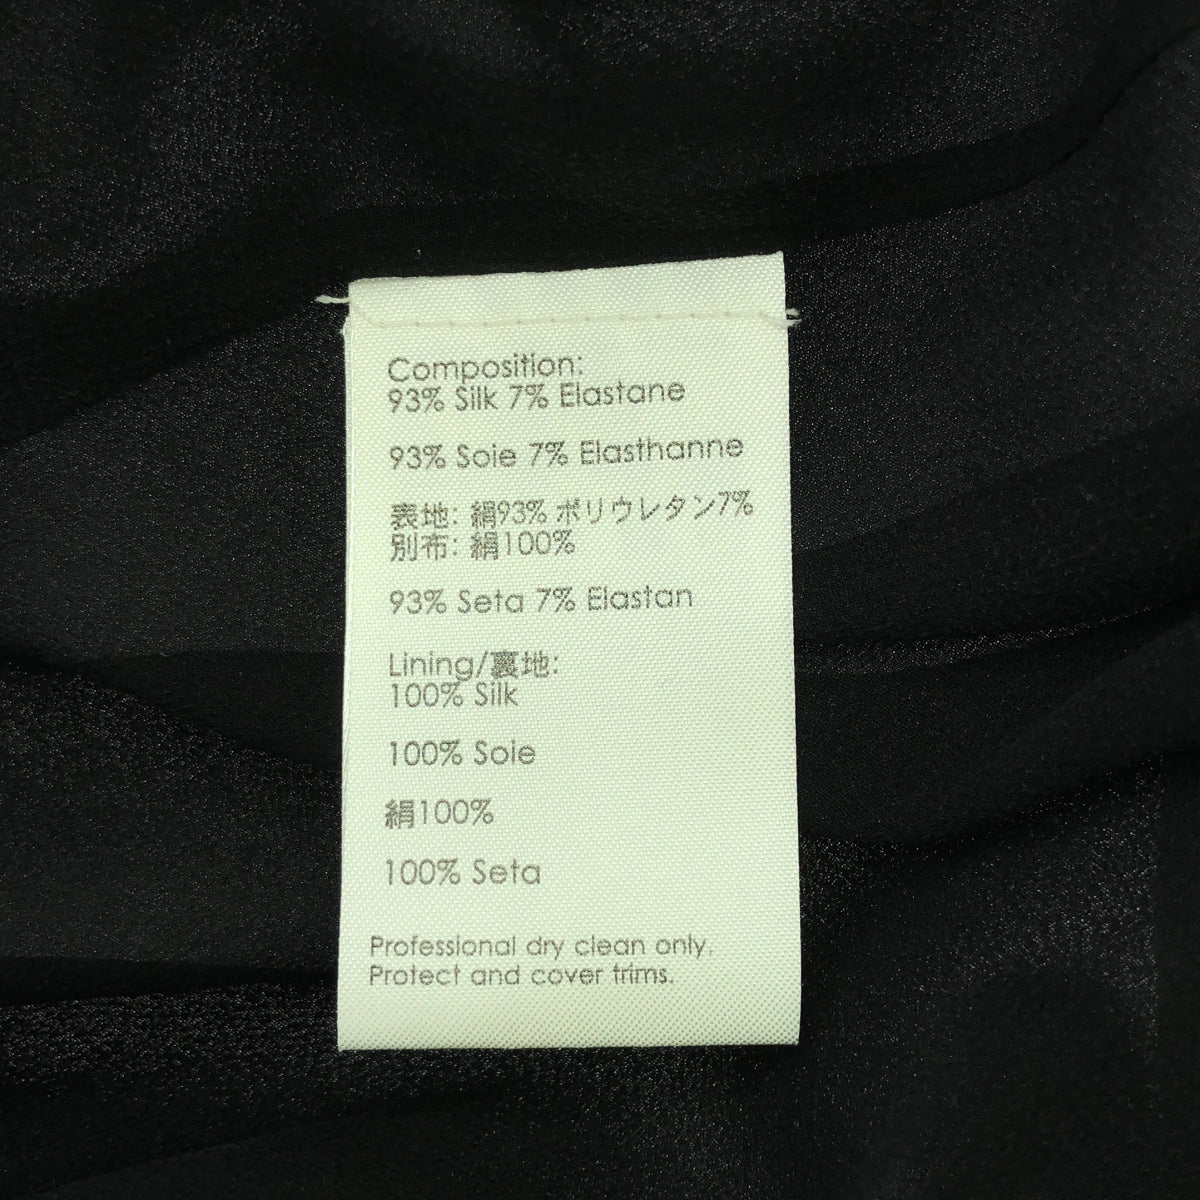 Composition:
93% Silk 7% Elastane
93% Soie 7% Elasthanne
表地: 絹93% ポリウレタン7%
別布: 絹100%
93% Seta 7% Elastan
Lining/裏地:
100% Silk
100% Soie
絹100%
100% Seta
Professional dry clean only.
Protect and cover trims.